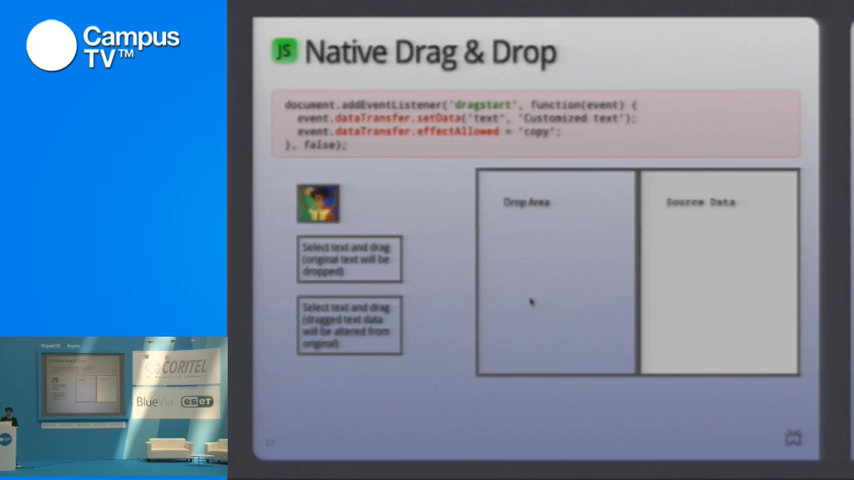 Campus
TV™
JS Native Drag & Drop
document.addEventListener('dragstart', function(event) {
event.dataTransfer.setData('text', 'Customized text');
event.dataTransfer.effectAllowed = 'copy';
}, false);
Select text and drag
(original text will be
dropped)
Select text and drag
(dragged text data
will be altered from
original)
Drop Area
Source Data
CORITEL
BlueVia
eseT